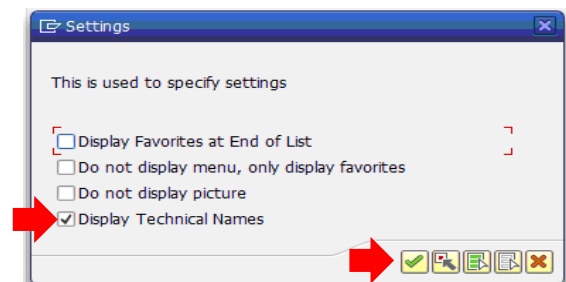 Settings
This is used to specify settings
Display Favorites at End of List
Do not display menu, only display favorites
Do not display picture
Display Technical Names